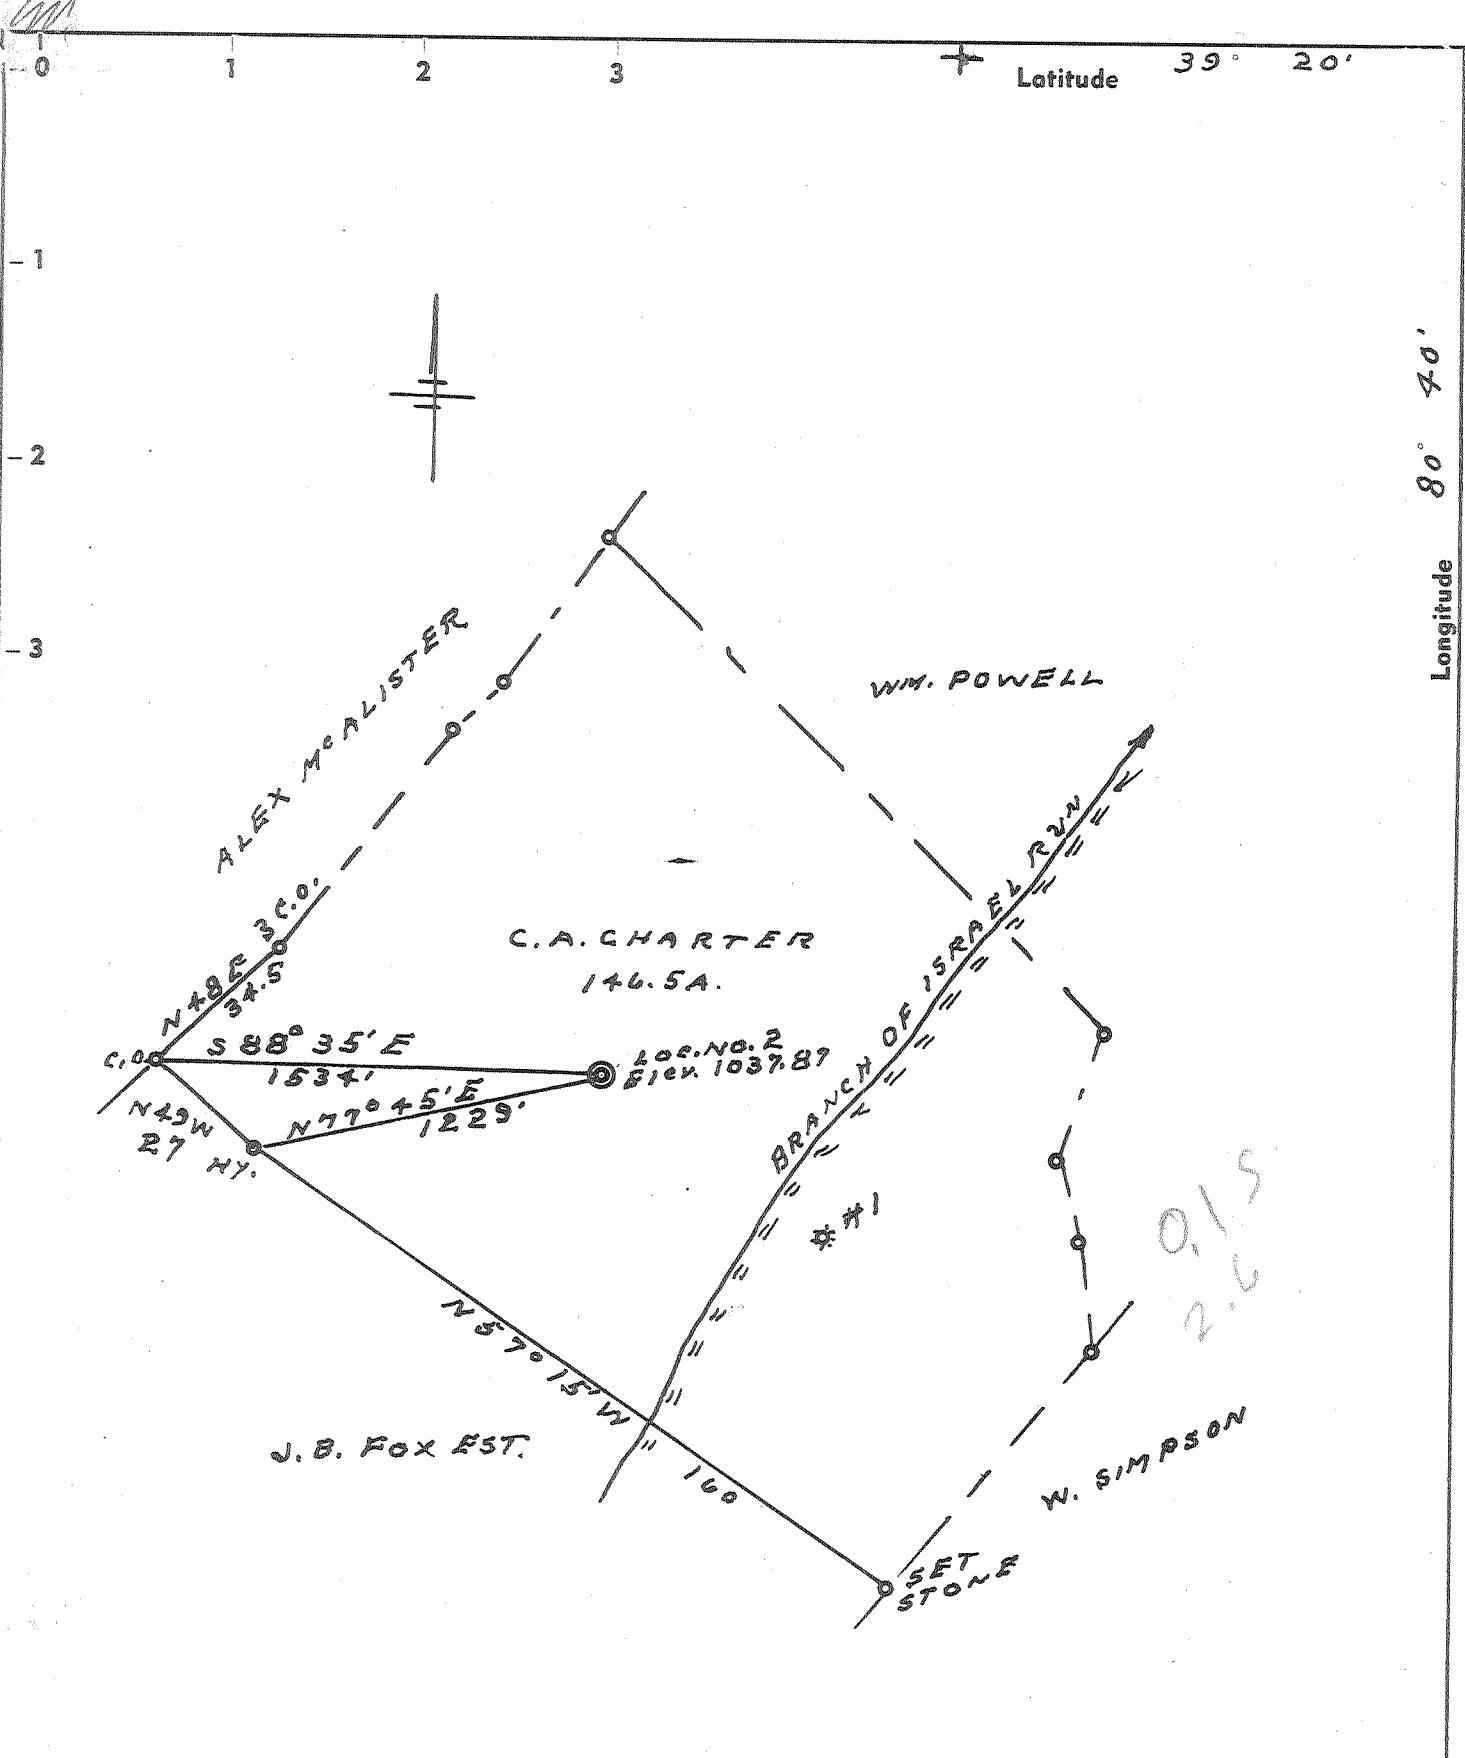 0 1 2 3
Latitude 39° 20'
- 1
- 2
- 3
Longitude 80° 40'
ALEX McALISTER
WM. POWELL
3 C.O.
N48E
34.5
C.A. CHARTER
146.5A.
C.O.
S 88° 35' E
1534'
LOC. NO. 2
Elev. 1037.87
N77° 45' E
1229'
N49W
27
HY.
BRANCH OF ISRAEL RUN
#1
0.15
2.6
N57° 15' W
160
J.B. FOX EST.
W. SIMPSON
SET
STONE